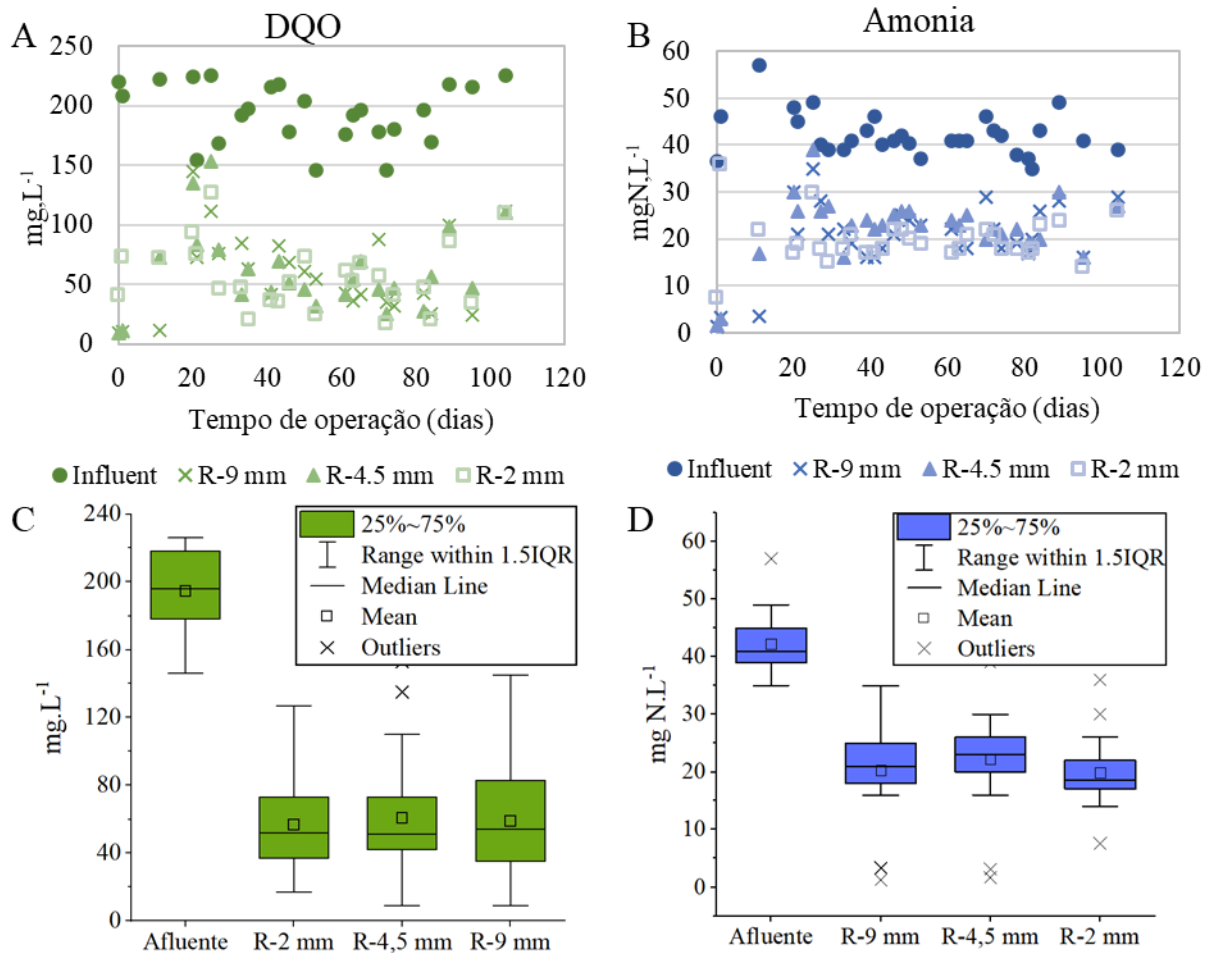 A
DQO
250
200
150
100
50
0
mg,L⁻¹
0 20 40 60 80 100 120
Tempo de operação (dias)
Influent R-9 mm R-4.5 mm R-2 mm
B
Amonia
60
50
40
30
20
10
0
mgN,L⁻¹
0 20 40 60 80 100 120
Tempo de operação (dias)
Influent R-9 mm R-4.5 mm R-2 mm
C
240
200
160
120
80
40
0
mg.L⁻¹
25%~75%
Range within 1.5IQR
Median Line
Mean
Outliers
Afluente R-2 mm R-4,5 mm R-9 mm
D
60
50
40
30
20
10
0
mg N.L⁻¹
25%~75%
Range within 1.5IQR
Median Line
Mean
Outliers
Afluente R-9 mm R-4,5 mm R-2 mm